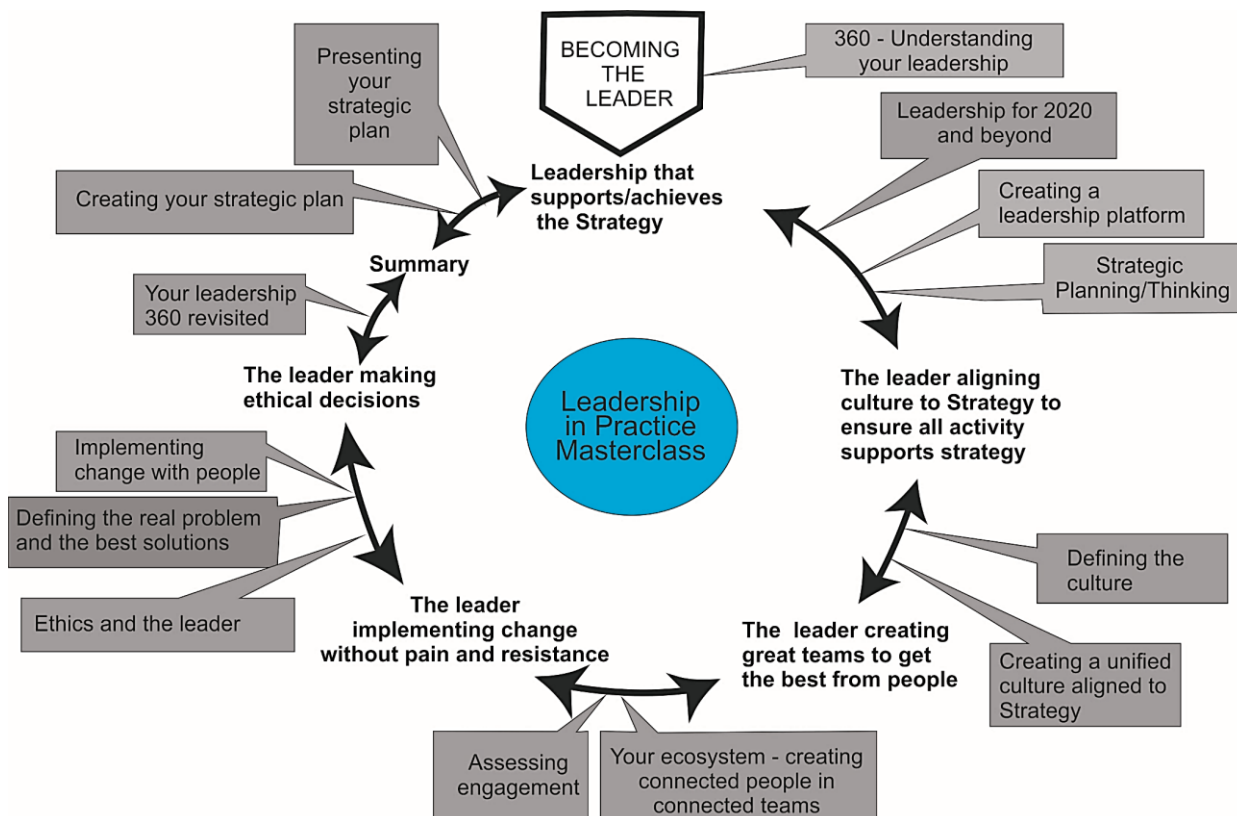 BECOMING
THE
LEADER
360 - Understanding
your leadership
Leadership that
supports/achieves
the Strategy
Leadership for 2020
and beyond
Creating a
leadership platform
Strategic
Planning/Thinking
The leader aligning
culture to Strategy to
ensure all activity
supports strategy
Defining the
culture
Creating a unified
culture aligned to
Strategy
The leader creating
great teams to get
the best from people
Your ecosystem - creating
connected people in
connected teams
Assessing
engagement
The leader
implementing change
without pain and resistance
Ethics and the leader
Defining the real problem
and the best solutions
Implementing
change with people
The leader making
ethical decisions
Your leadership
360 revisited
Summary
Creating your strategic plan
Presenting
your
strategic
plan
Leadership
in Practice
Masterclass